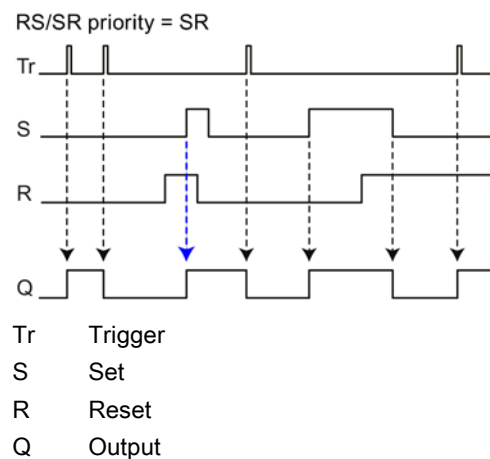 RS/SR priority = SR
Tr
S
R
Q
Tr Trigger
S Set
R Reset
Q Output